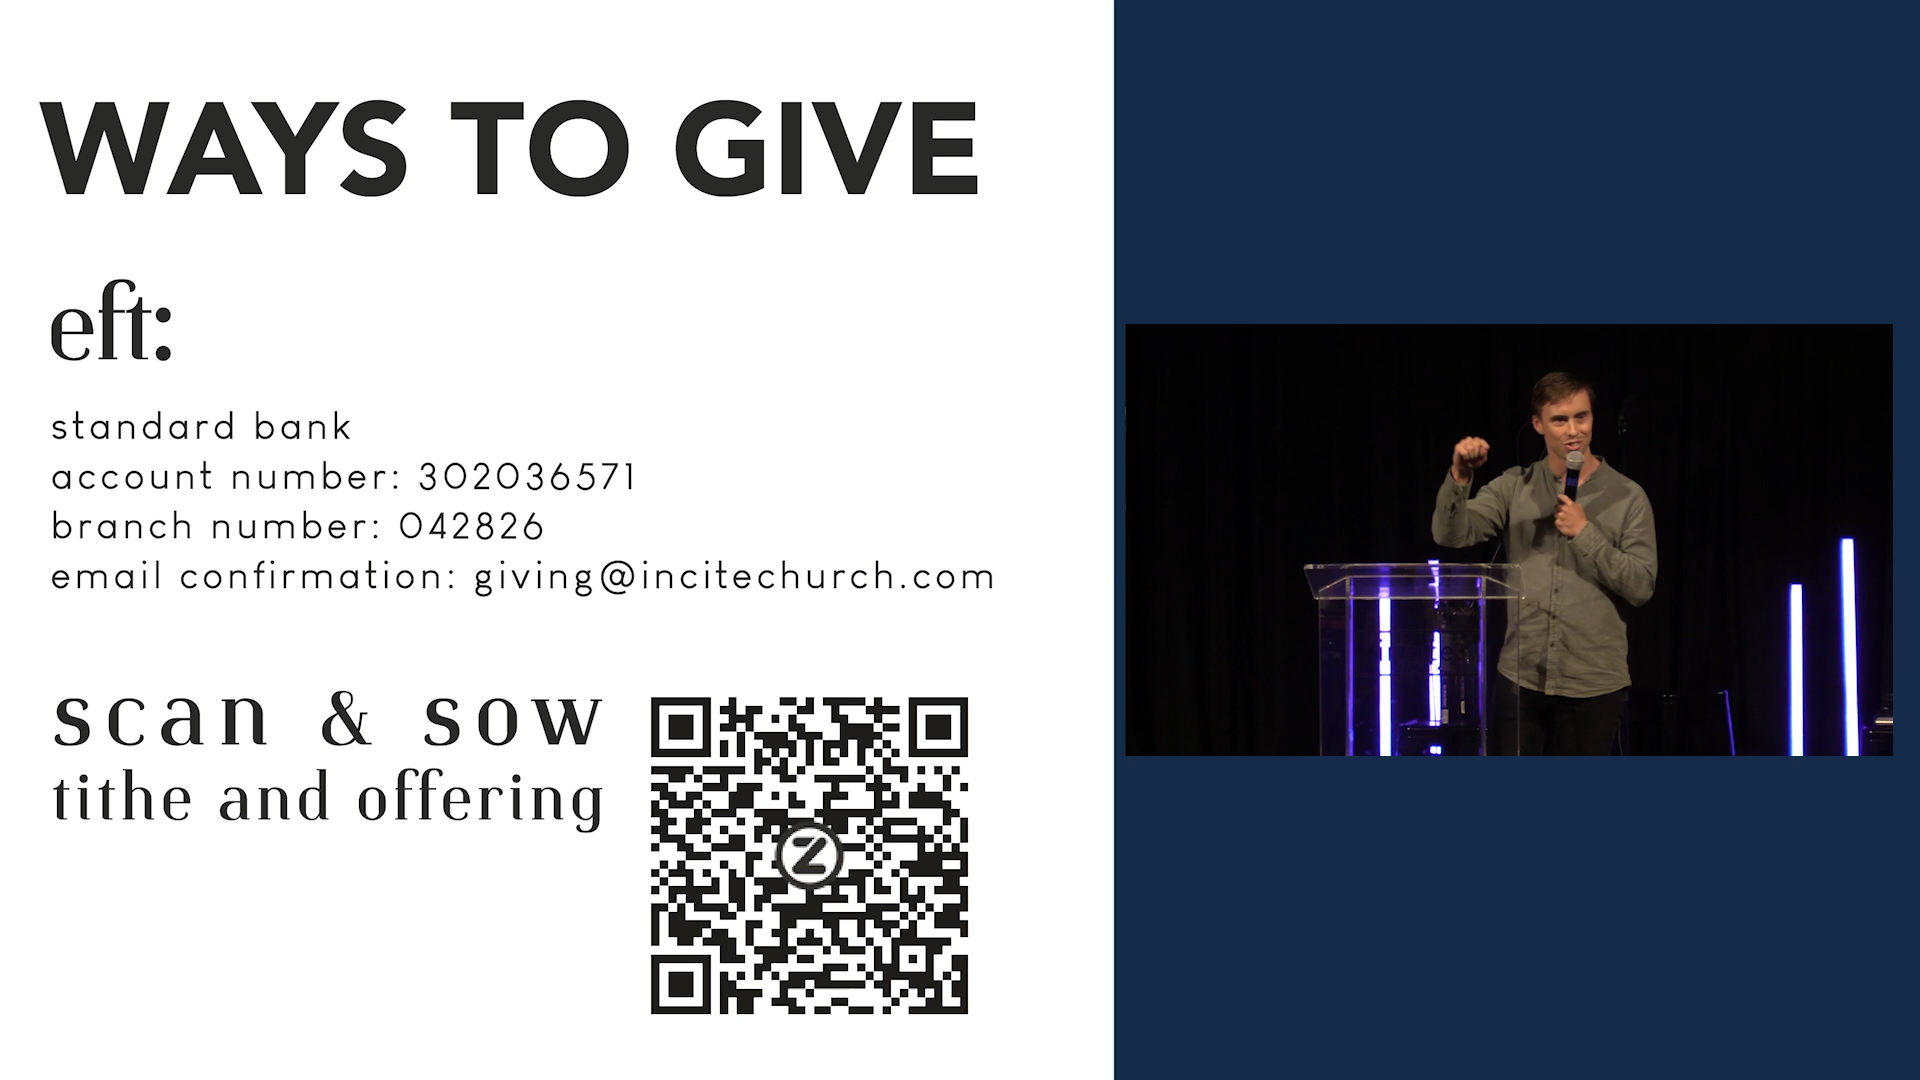 WAYS TO GIVE
eft:
standard bank
account number: 302036571
branch number: 042826
email confirmation: giving@incitechurch.com
scan & sow
tithe and offering
Z